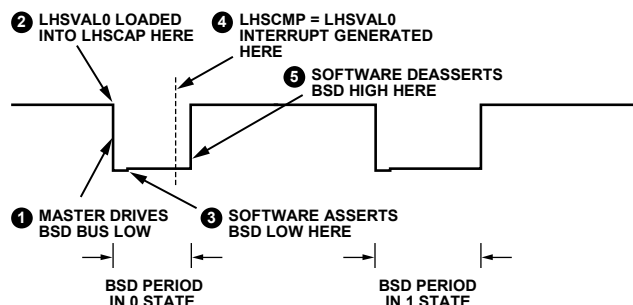 2 LHSVAL0 LOADED
INTO LHSCAP HERE
4 LHSCMP = LHSVAL0
INTERRUPT GENERATED
HERE
5 SOFTWARE DEASSERTS
BSD HIGH HERE
1 MASTER DRIVES
BSD BUS LOW
3 SOFTWARE ASSERTS
BSD LOW HERE
BSD PERIOD
IN 0 STATE
BSD PERIOD
IN 1 STATE